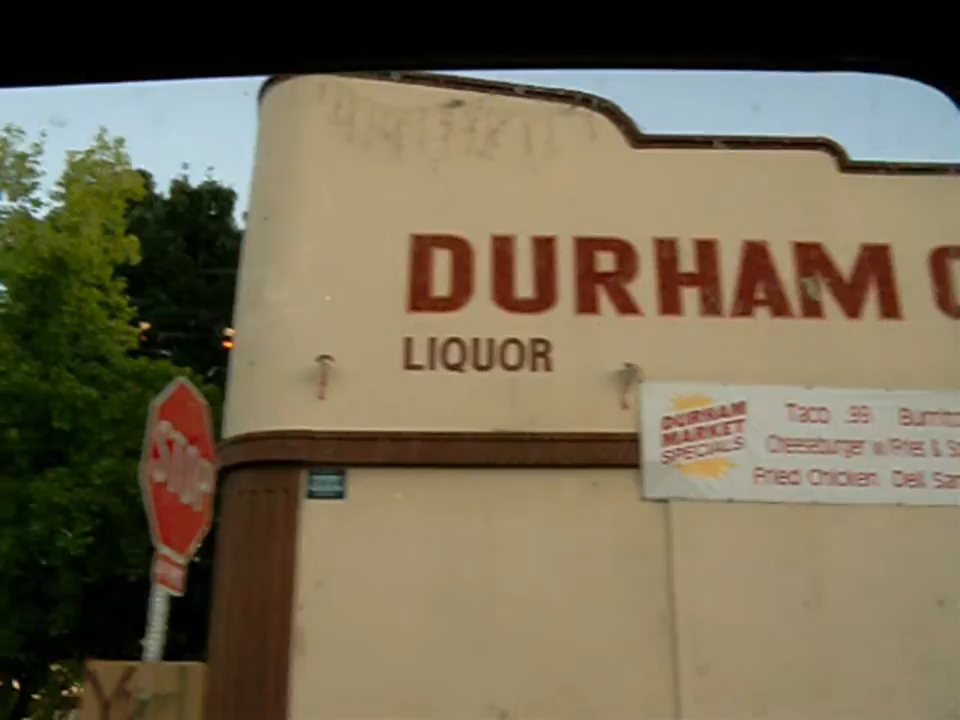 DURHAM
LIQUOR
DURHAM
MARKET
SPECIALS
Taco .99
Cheeseburger w/Fries &
Fried Chicken Deli
STOP